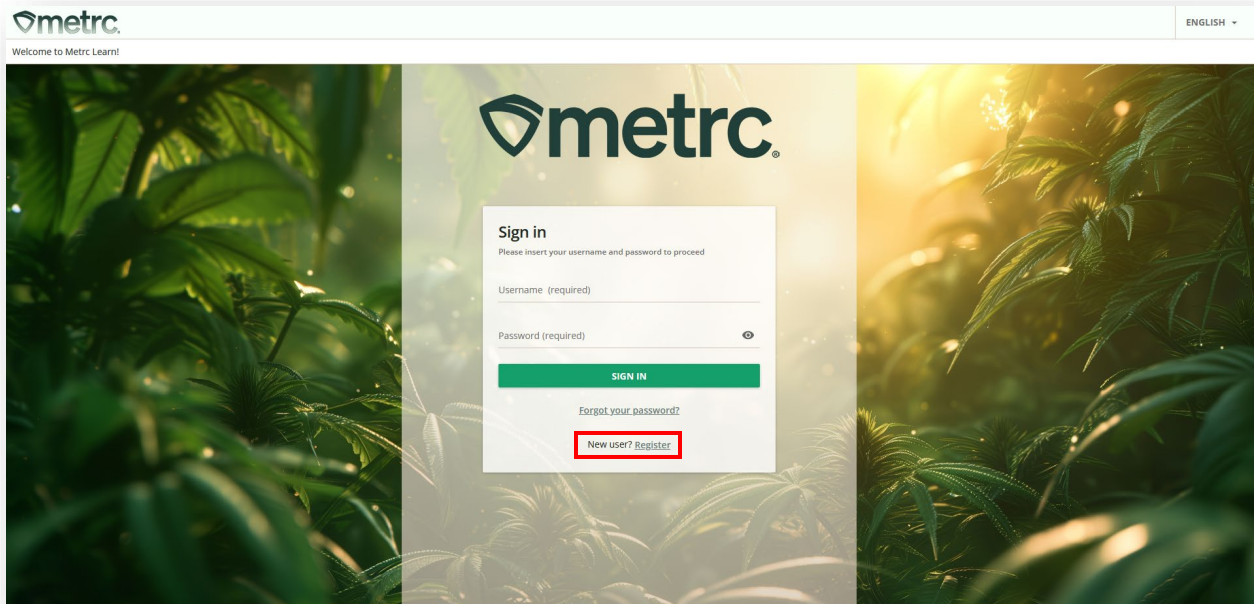 metrc.
ENGLISH
Welcome to Metrc Learn!
metrc.®
Sign in
Please insert your username and password to proceed
Username (required)
Password (required)
SIGN IN
Forgot your password?
New user? Register